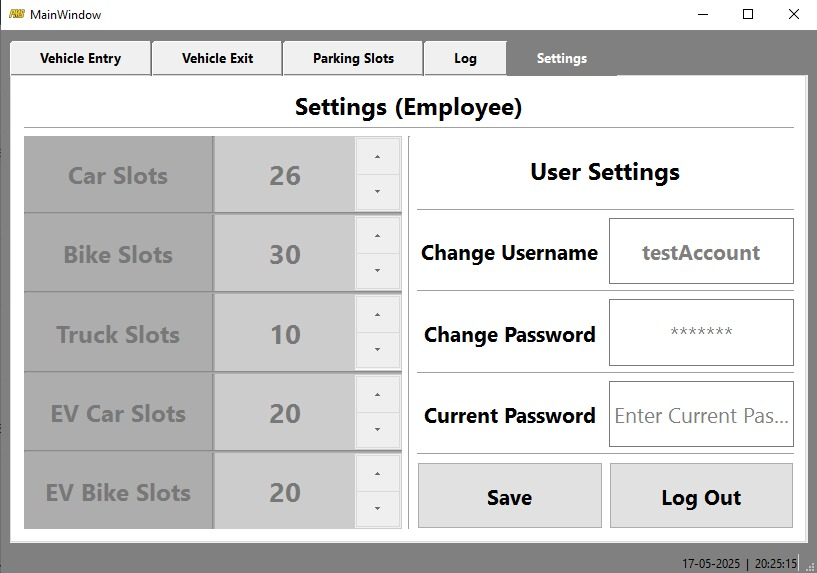 MainWindow
Vehicle Entry
Vehicle Exit
Parking Slots
Log
Settings
Settings (Employee)
Car Slots
26
Bike Slots
30
Truck Slots
10
EV Car Slots
20
EV Bike Slots
20
User Settings
Change Username
testAccount
Change Password
*******
Current Password
Enter Current Pas...
Save
Log Out
17-05-2025 | 20:25:15